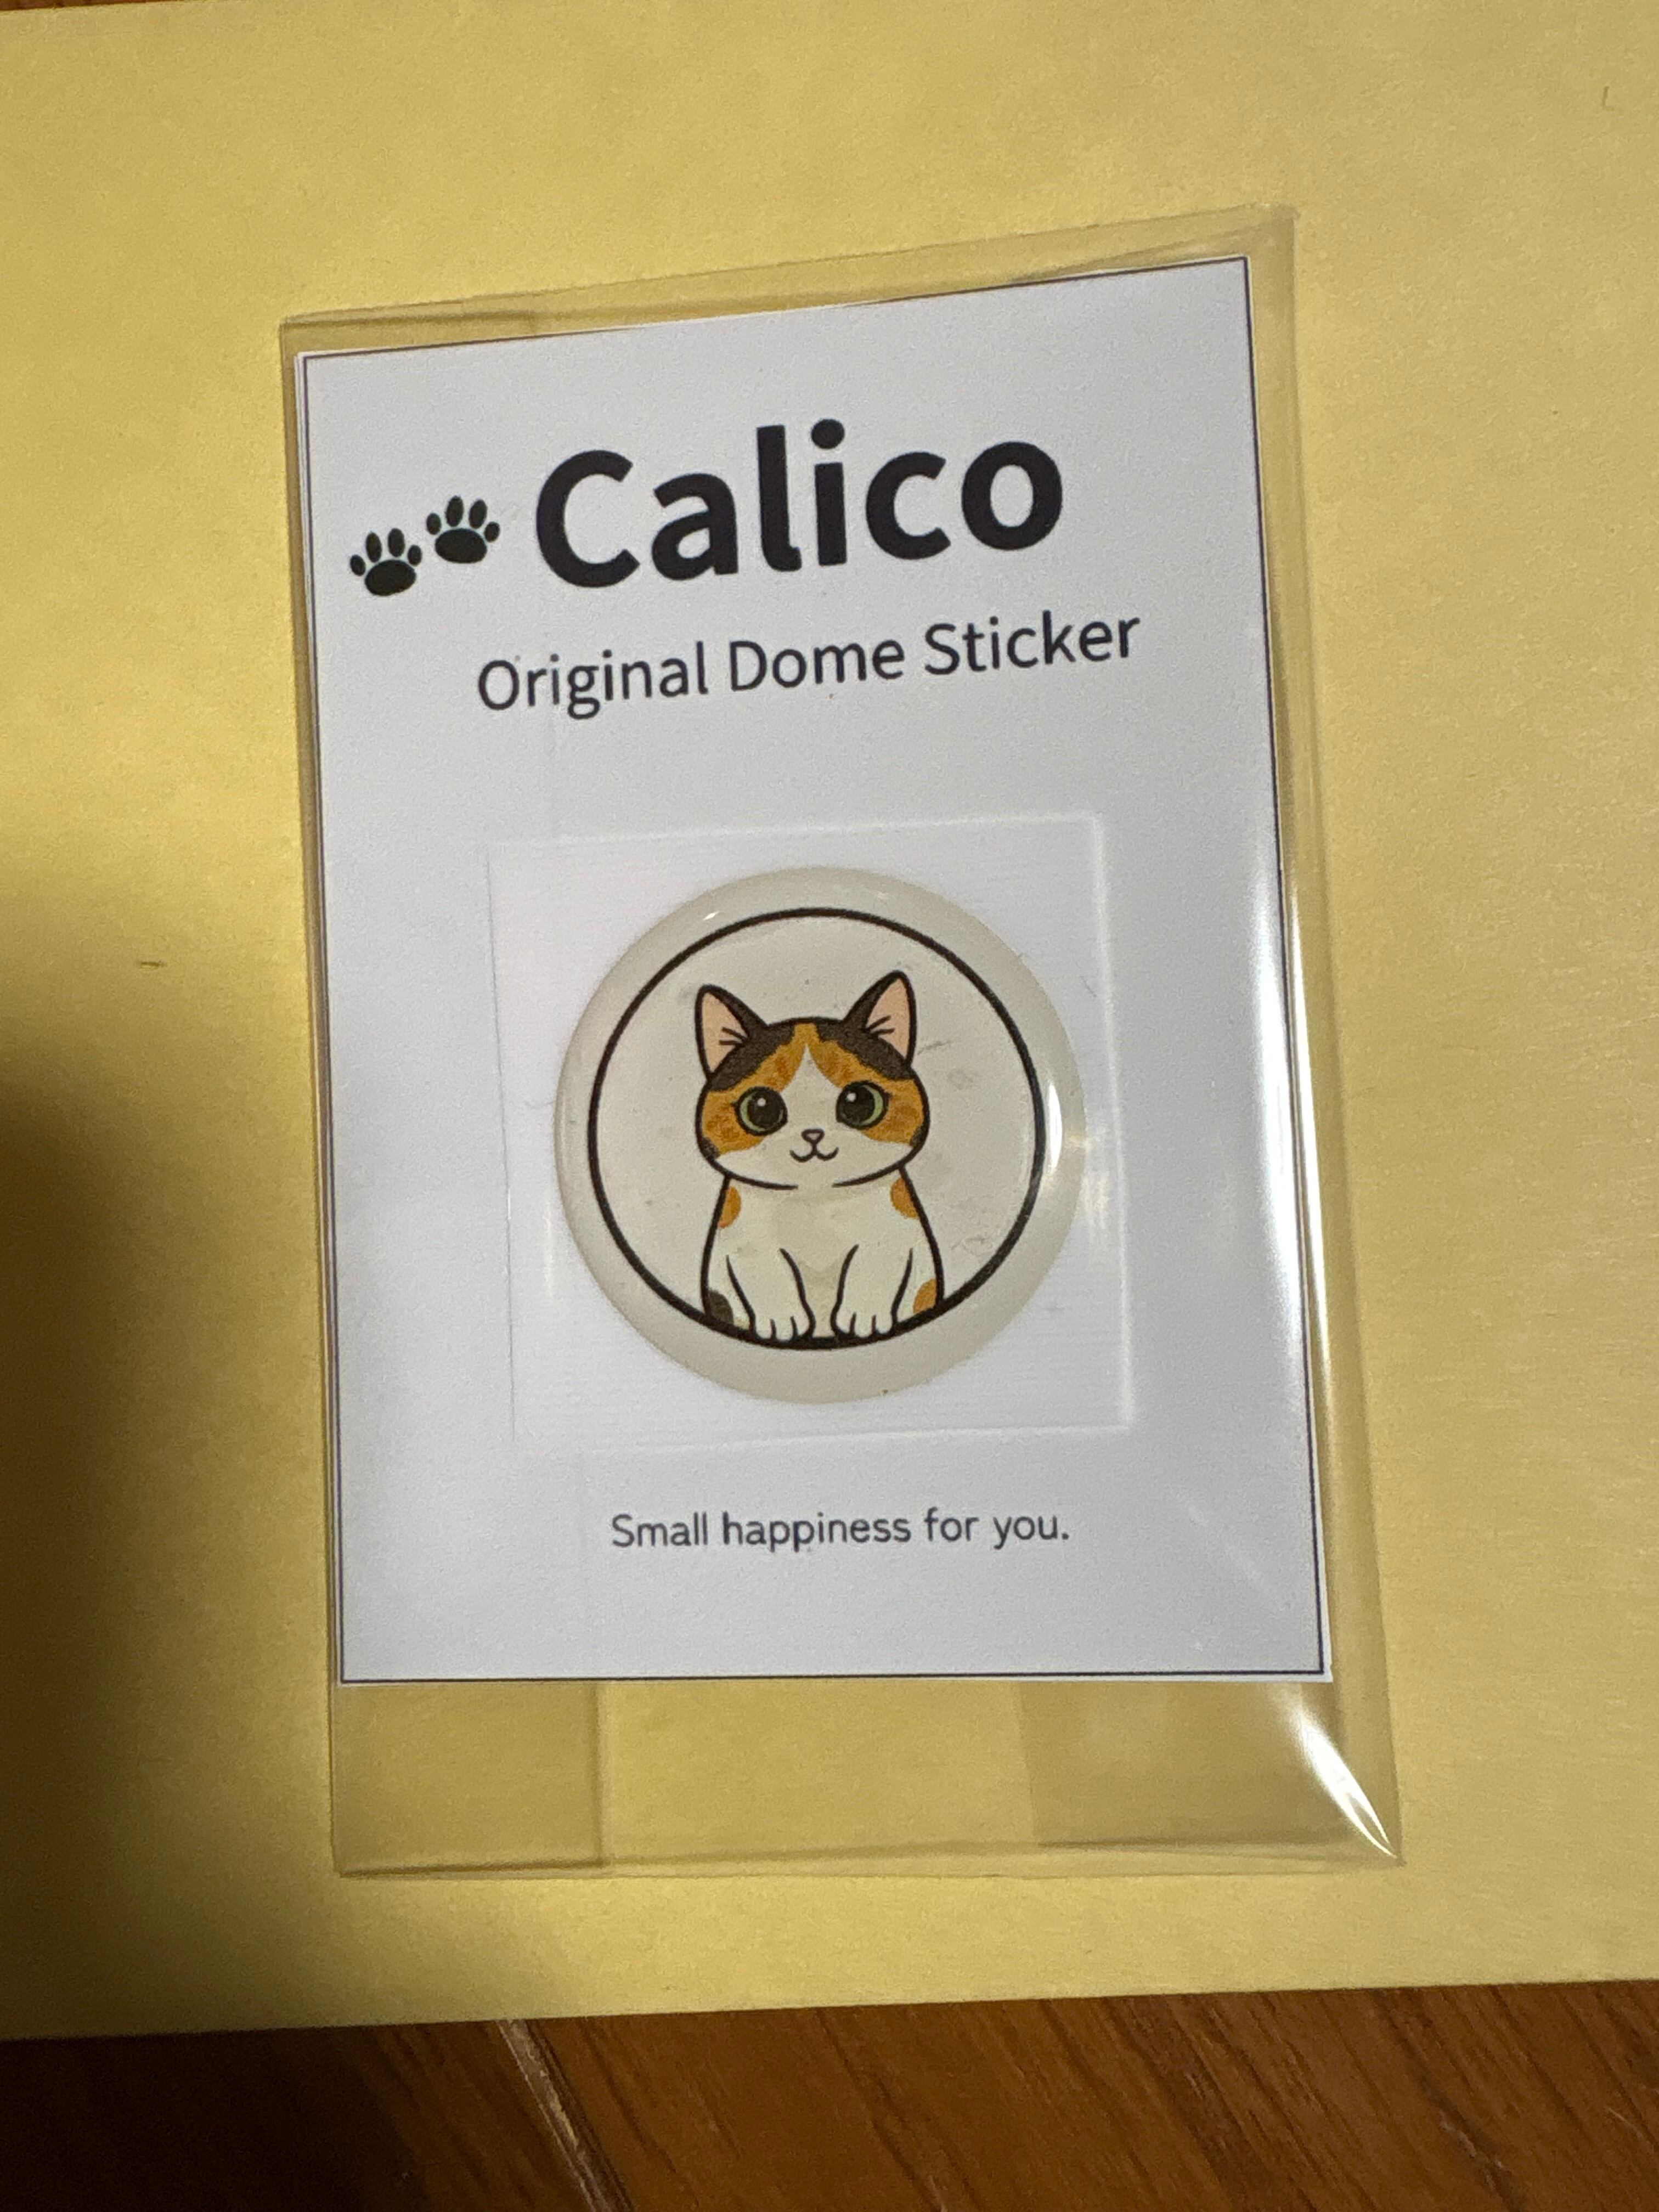 Calico
Original Dome Sticker
Small happiness for you.